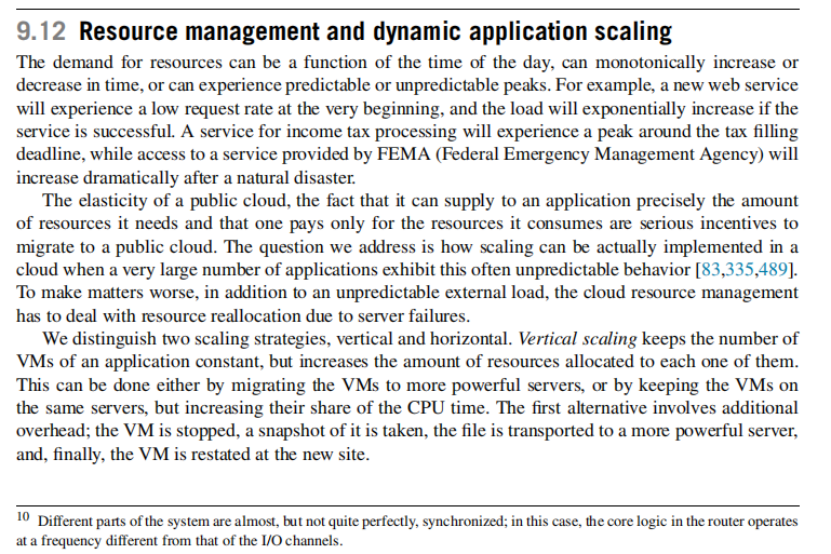 9.12 Resource management and dynamic application scaling
The demand for resources can be a function of the time of the day, can monotonically increase or
decrease in time, or can experience predictable or unpredictable peaks. For example, a new web service
will experience a low request rate at the very beginning, and the load will exponentially increase if the
service is successful. A service for income tax processing will experience a peak around the tax filling
deadline, while access to a service provided by FEMA (Federal Emergency Management Agency) will
increase dramatically after a natural disaster.
The elasticity of a public cloud, the fact that it can supply to an application precisely the amount
of resources it needs and that one pays only for the resources it consumes are serious incentives to
migrate to a public cloud. The question we address is how scaling can be actually implemented in a
cloud when a very large number of applications exhibit this often unpredictable behavior [83,335,489].
To make matters worse, in addition to an unpredictable external load, the cloud resource management
has to deal with resource reallocation due to server failures.
We distinguish two scaling strategies, vertical and horizontal. Vertical scaling keeps the number of
VMs of an application constant, but increases the amount of resources allocated to each one of them.
This can be done either by migrating the VMs to more powerful servers, or by keeping the VMs on
the same servers, but increasing their share of the CPU time. The first alternative involves additional
overhead; the VM is stopped, a snapshot of it is taken, the file is transported to a more powerful server,
and, finally, the VM is restated at the new site.
10 Different parts of the system are almost, but not quite perfectly, synchronized; in this case, the core logic in the router operates
at a frequency different from that of the I/O channels.